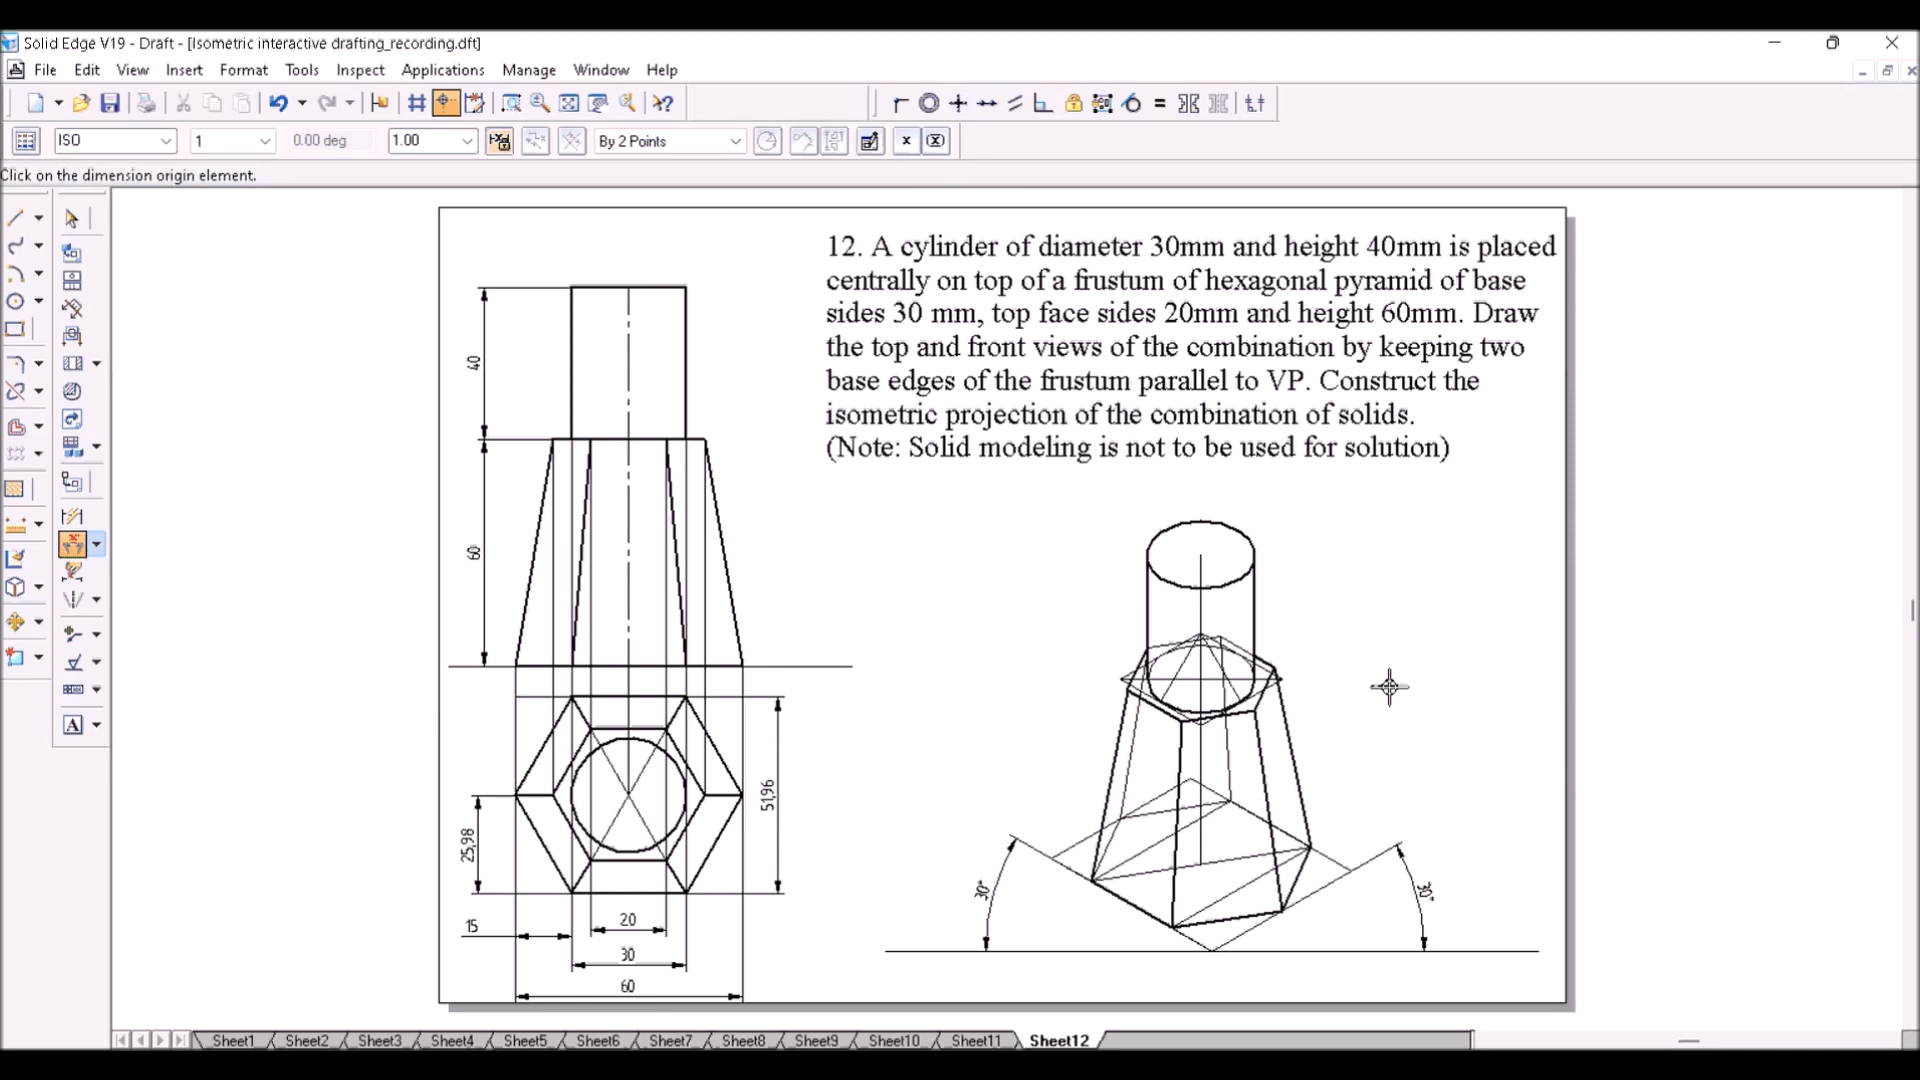 Solid Edge V19 - Draft - [Isometric interactive drafting_recording.dft]
File Edit View Insert Format Tools Inspect Applications Manage Window Help
ISO 1 0.00 deg 1.00 By 2 Points
Click on the dimension origin element.
12. A cylinder of diameter 30mm and height 40mm is placed
centrally on top of a frustum of hexagonal pyramid of base
sides 30 mm, top face sides 20mm and height 60mm. Draw
the top and front views of the combination by keeping two
base edges of the frustum parallel to VP. Construct the
isometric projection of the combination of solids.
(Note: Solid modeling is not to be used for solution)
40
60
51,96
25,98
15
20
30
60
30°
30°
Sheet1 Sheet2 Sheet3 Sheet4 Sheet5 Sheet6 Sheet7 Sheet8 Sheet9 Sheet10 Sheet11 Sheet12